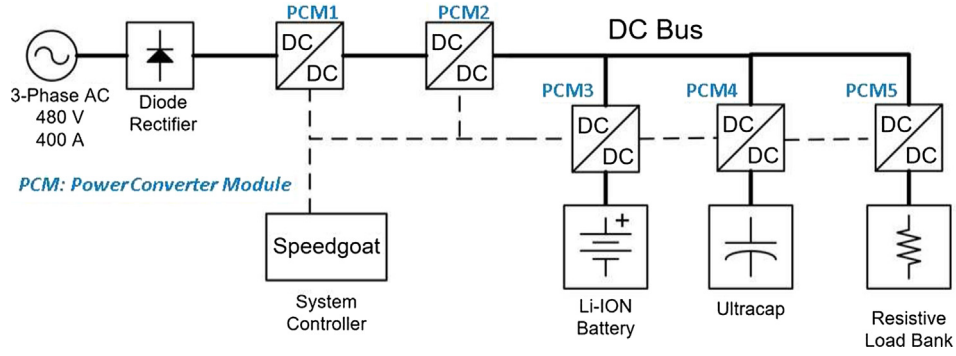 PCM1
PCM2
DC Bus
DC
DC
DC
DC
3-Phase AC
480 V
400 A
Diode
Rectifier
PCM3
PCM4
PCM5
DC
DC
DC
DC
DC
DC
PCM: PowerConverter Module
Speedgoat
System
Controller
+
Li-ION
Battery
Ultracap
Resistive
Load Bank